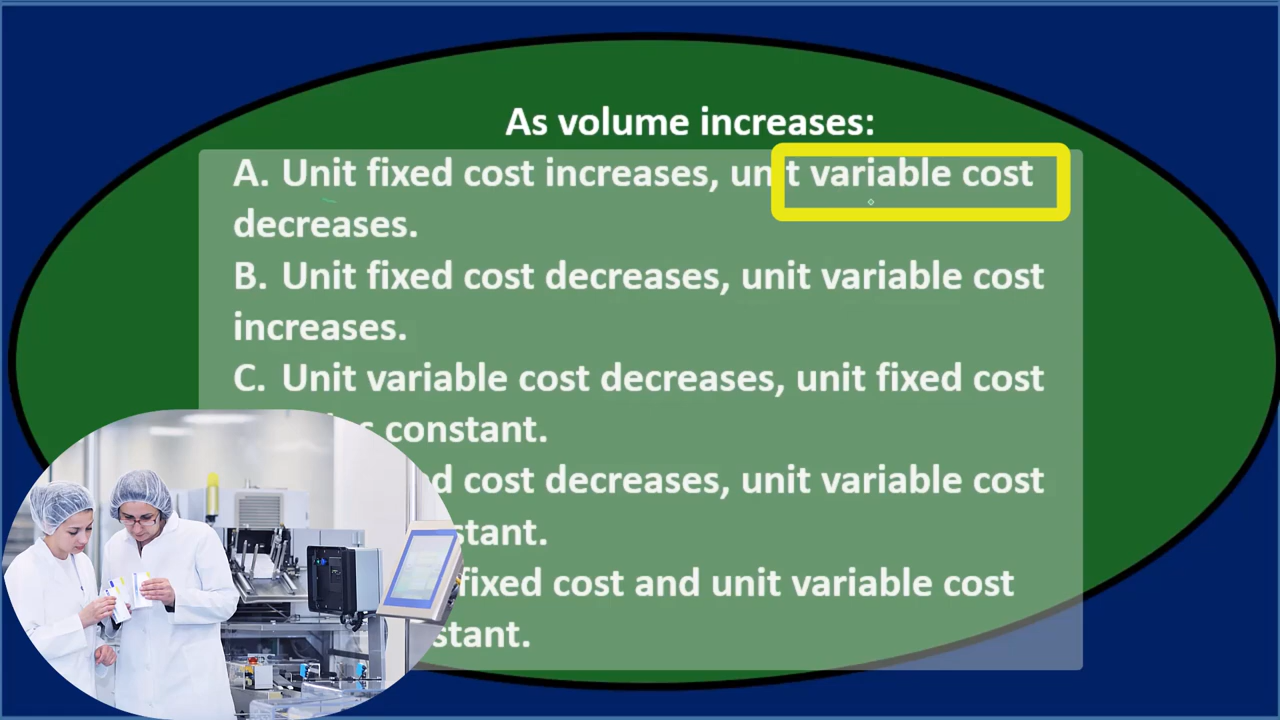 As volume increases:
A. Unit fixed cost increases, unit variable cost
decreases.
B. Unit fixed cost decreases, unit variable cost
increases.
C. Unit variable cost decreases, unit fixed cost
constant.
cost decreases, unit variable cost
fixed cost and unit variable cost